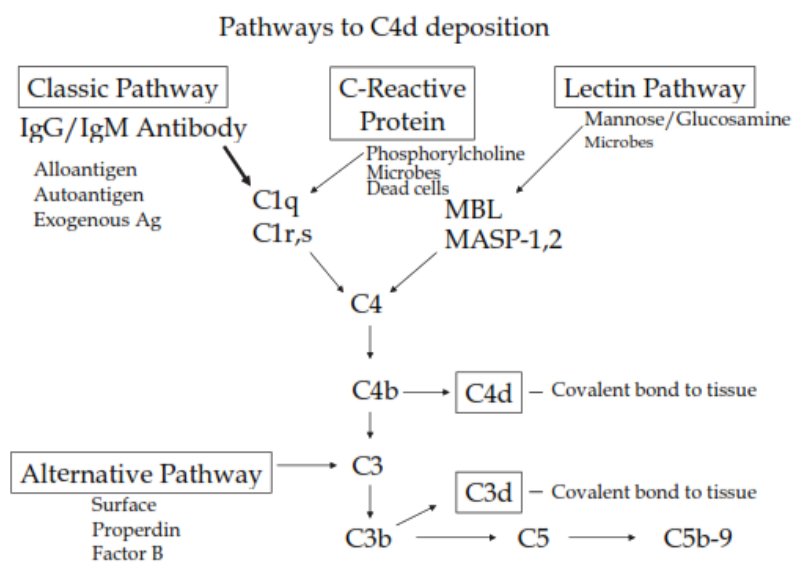 Pathways to C4d deposition
Classic Pathway
IgG/IgM Antibody
Alloantigen
Autoantigen
Exogenous Ag
C-Reactive
Protein
Phosphorylcholine
Microbes
Dead cells
Lectin Pathway
Mannose/Glucosamine
Microbes
C1q
C1r,s
MBL
MASP-1,2
C4
C4b
C4d
– Covalent bond to tissue
Alternative Pathway
Surface
Properdin
Factor B
C3
C3d
– Covalent bond to tissue
C3b
C5
C5b-9